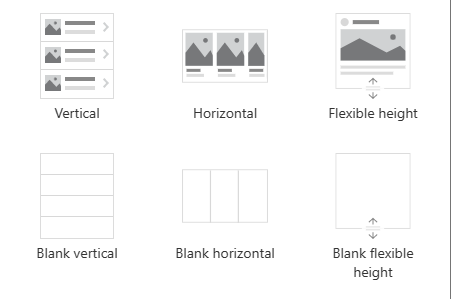 Vertical
Horizontal
Flexible height
Blank vertical
Blank horizontal
Blank flexible
height